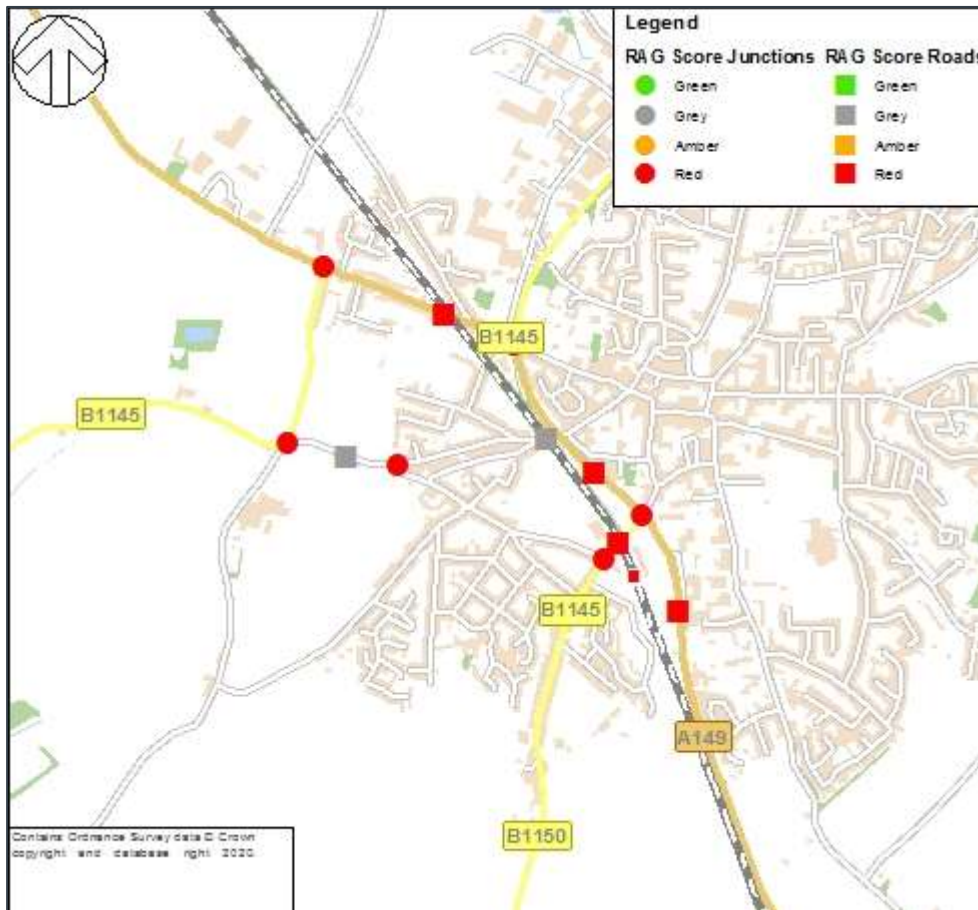 Legend
RAG Score Junctions RAG Score Roads
Green Green
Grey Grey
Amber Amber
Red Red
B1145
B1145
B1145
A149
B1150
Contains Ordnance Survey data © Crown
copyright and database right 2020.